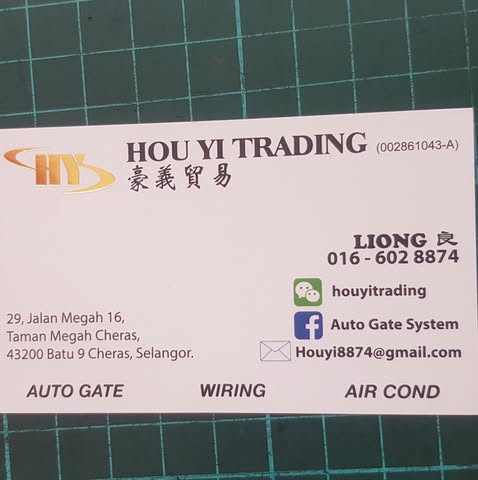 HY
HOU YI TRADING (002861043-A)
豪義貿易
LIONG 良
016 - 602 8874
houyitrading
Auto Gate System
Houyi8874@gmail.com
29, Jalan Megah 16,
Taman Megah Cheras,
43200 Batu 9 Cheras, Selangor.
AUTO GATE WIRING AIR COND